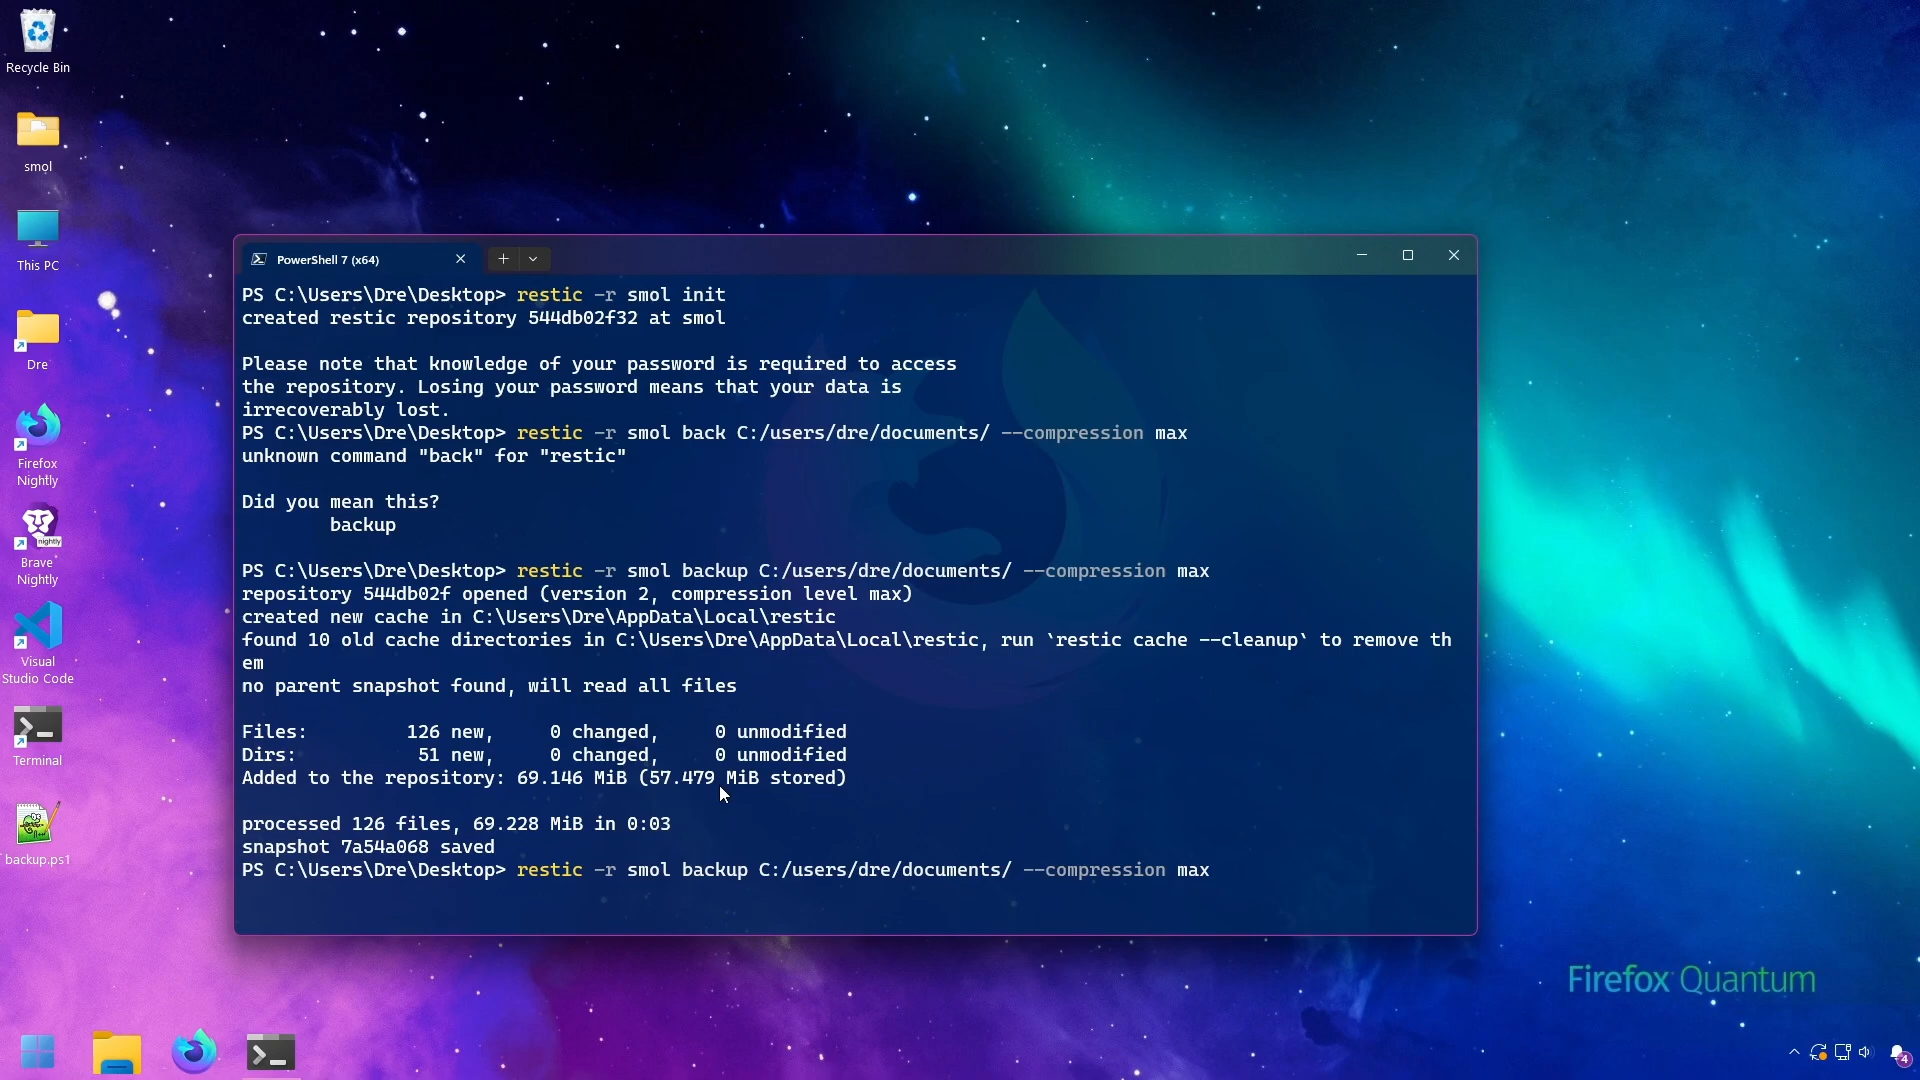 Recycle Bin
smol
This PC
Dre
Firefox
Nightly
nightly
Brave
Nightly
Visual
Studio Code
Terminal
backup.ps1
PowerShell 7 (x64)
PS C:\Users\Dre\Desktop> restic -r smol init
created restic repository 544db02f32 at smol
Please note that knowledge of your password is required to access
the repository. Losing your password means that your data is
irrecoverably lost.
PS C:\Users\Dre\Desktop> restic -r smol back C:/users/dre/documents/ --compression max
unknown command "back" for "restic"
Did you mean this?
backup
PS C:\Users\Dre\Desktop> restic -r smol backup C:/users/dre/documents/ --compression max
repository 544db02f opened (version 2, compression level max)
created new cache in C:\Users\Dre\AppData\Local\restic
found 10 old cache directories in C:\Users\Dre\AppData\Local\restic, run `restic cache --cleanup` to remove th
em
no parent snapshot found, will read all files
Files: 126 new, 0 changed, 0 unmodified
Dirs: 51 new, 0 changed, 0 unmodified
Added to the repository: 69.146 MiB (57.479 MiB stored)
processed 126 files, 69.228 MiB in 0:03
snapshot 7a54a068 saved
PS C:\Users\Dre\Desktop> restic -r smol backup C:/users/dre/documents/ --compression max
Firefox Quantum
4